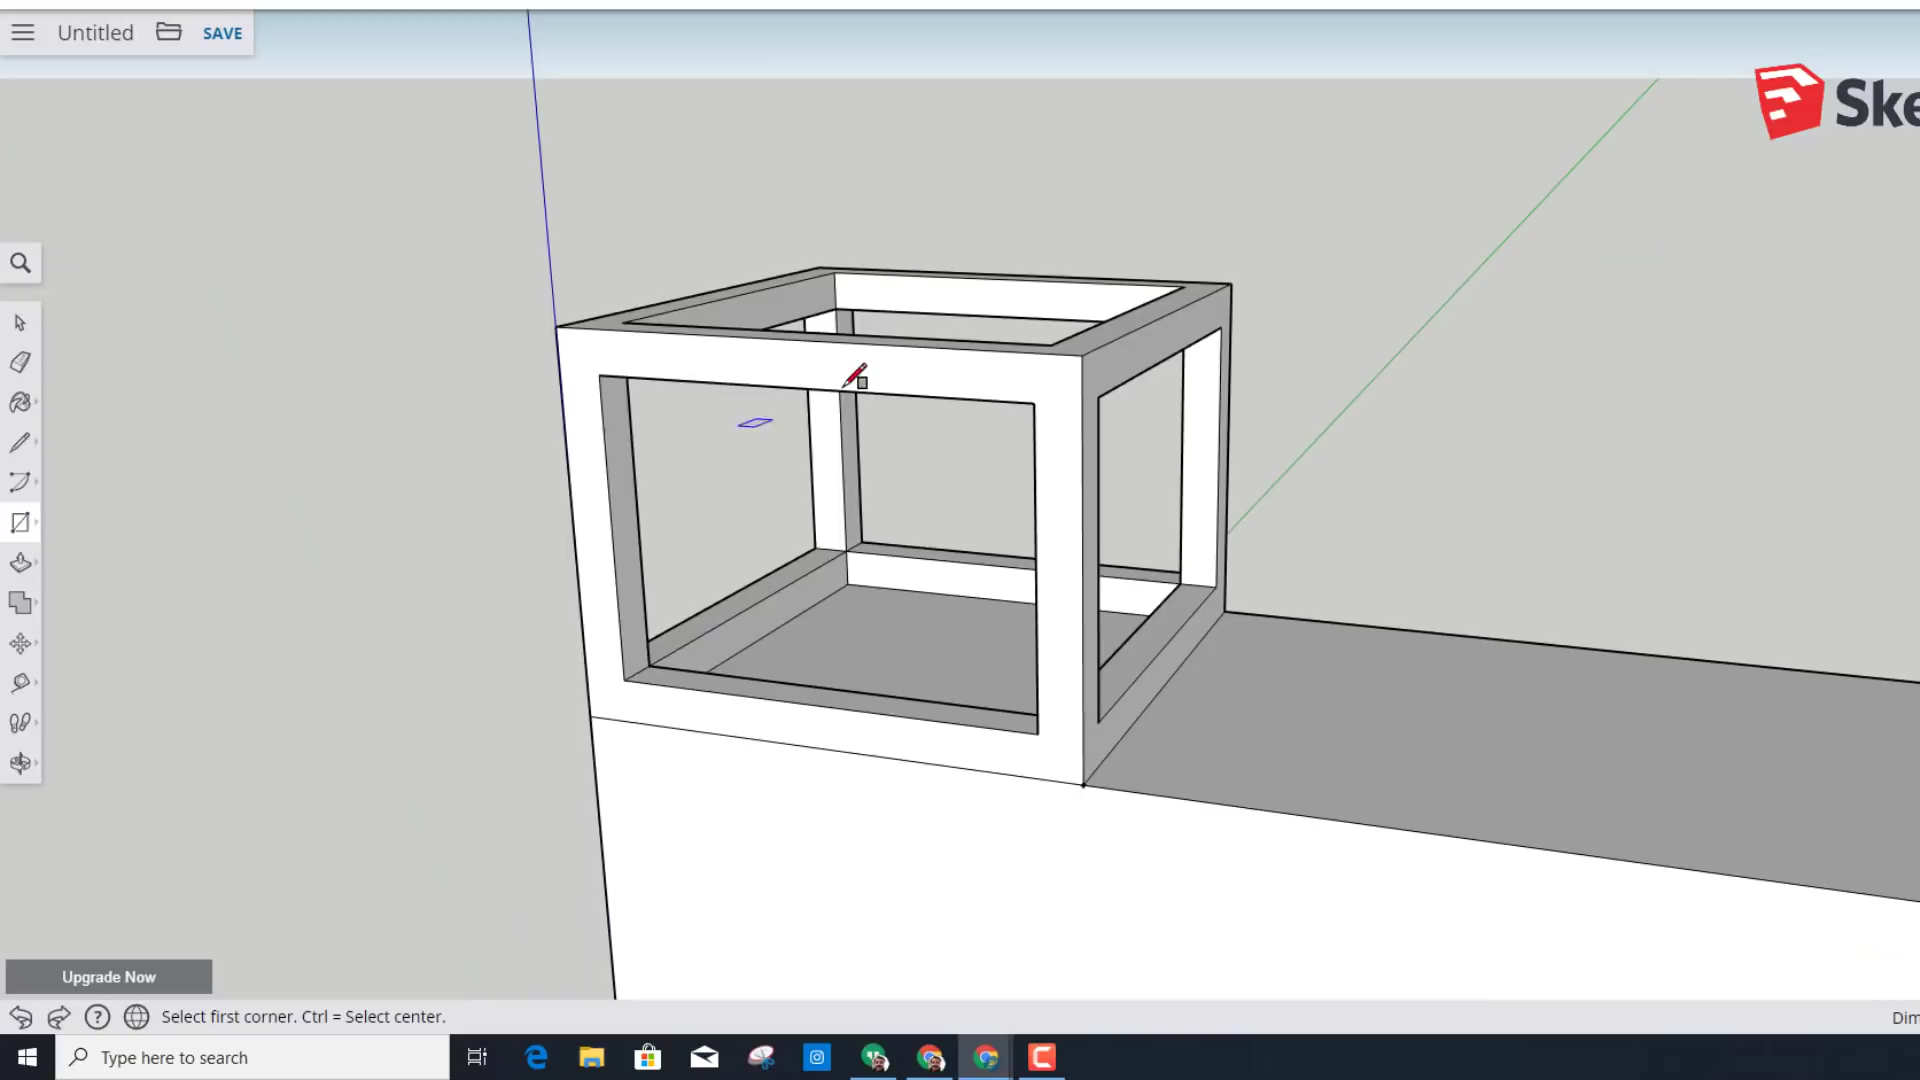 Untitled
SAVE
Ske
Upgrade Now
Select first corner. Ctrl = Select center.
Dim
Type here to search